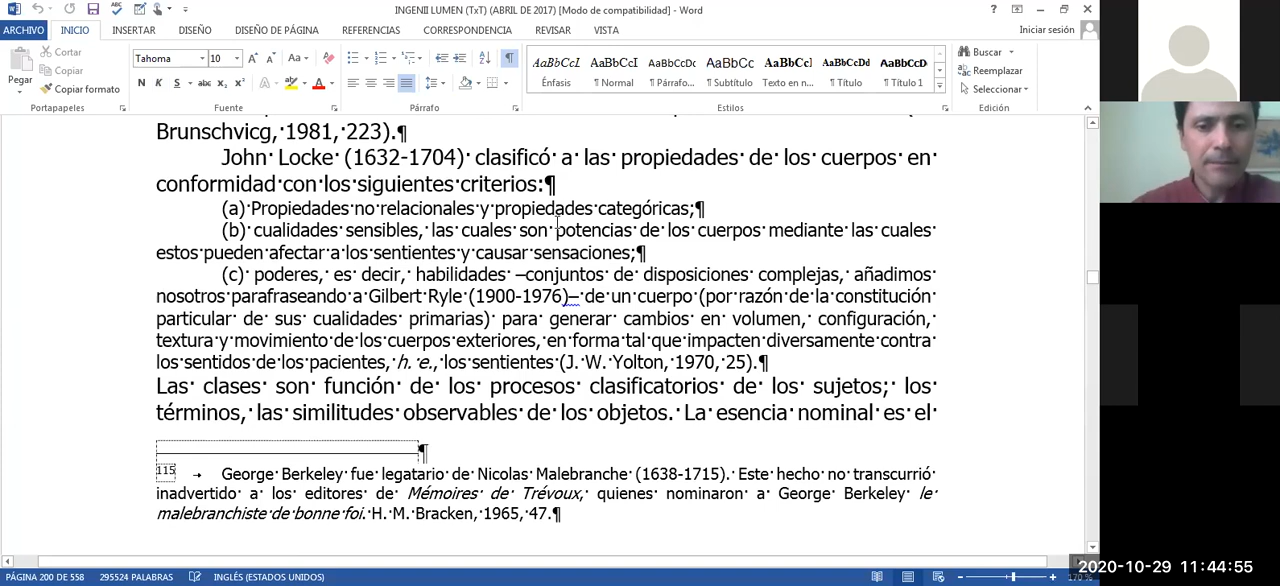 INGENII LUMEN (TxT) (ABRIL DE 2017) [Modo de compatibilidad] - Word
ARCHIVO INICIO INSERTAR DISEÑO DISEÑO DE PÁGINA REFERENCIAS CORRESPONDENCIA REVISAR VISTA Iniciar sesión
Pegar
Cortar
Copiar
Copiar formato
Portapapeles
Tahoma 10
N K S abc x₂ x²
Fuente
Párrafo
AaBbCcI AaBbCcI AaBbCcDc AaBbCc AaBbCc] AaBbCcDd AaBbCcD
Énfasis ¶ Normal ¶ Párrafo... ¶ Subtítulo Texto en n... ¶ Título ¶ Título 1
Estilos
Buscar
Reemplazar
Seleccionar
Edición
Brunschvicg, 1981, 223).¶
John Locke (1632-1704) clasificó a las propiedades de los cuerpos en
conformidad con los siguientes criterios:¶
(a) Propiedades no relacionales y propiedades categóricas;¶
(b) cualidades sensibles, las cuales son potencias de los cuerpos mediante las cuales
estos pueden afectar a los sentientes y causar sensaciones;¶
(c) poderes, es decir, habilidades –conjuntos de disposiciones complejas, añadimos
nosotros parafraseando a Gilbert Ryle (1900-1976)– de un cuerpo (por razón de la constitución
particular de sus cualidades primarias) para generar cambios en volumen, configuración,
textura y movimiento de los cuerpos exteriores, en forma tal que impacten diversamente contra
los sentidos de los pacientes, h. e., los sentientes (J. W. Yolton, 1970, 25).¶
Las clases son función de los procesos clasificatorios de los sujetos; los
términos, las similitudes observables de los objetos. La esencia nominal es el
¶
115 → George Berkeley fue legatario de Nicolas Malebranche (1638-1715). Este hecho no transcurrió
inadvertido a los editores de Mémoires de Trévoux, quienes nominaron a George Berkeley le
malebranchiste de bonne foi. H. M. Bracken, 1965, 47.¶
PÁGINA 200 DE 558 295524 PALABRAS INGLÉS (ESTADOS UNIDOS) 170 %
2020-10-29 11:44:55